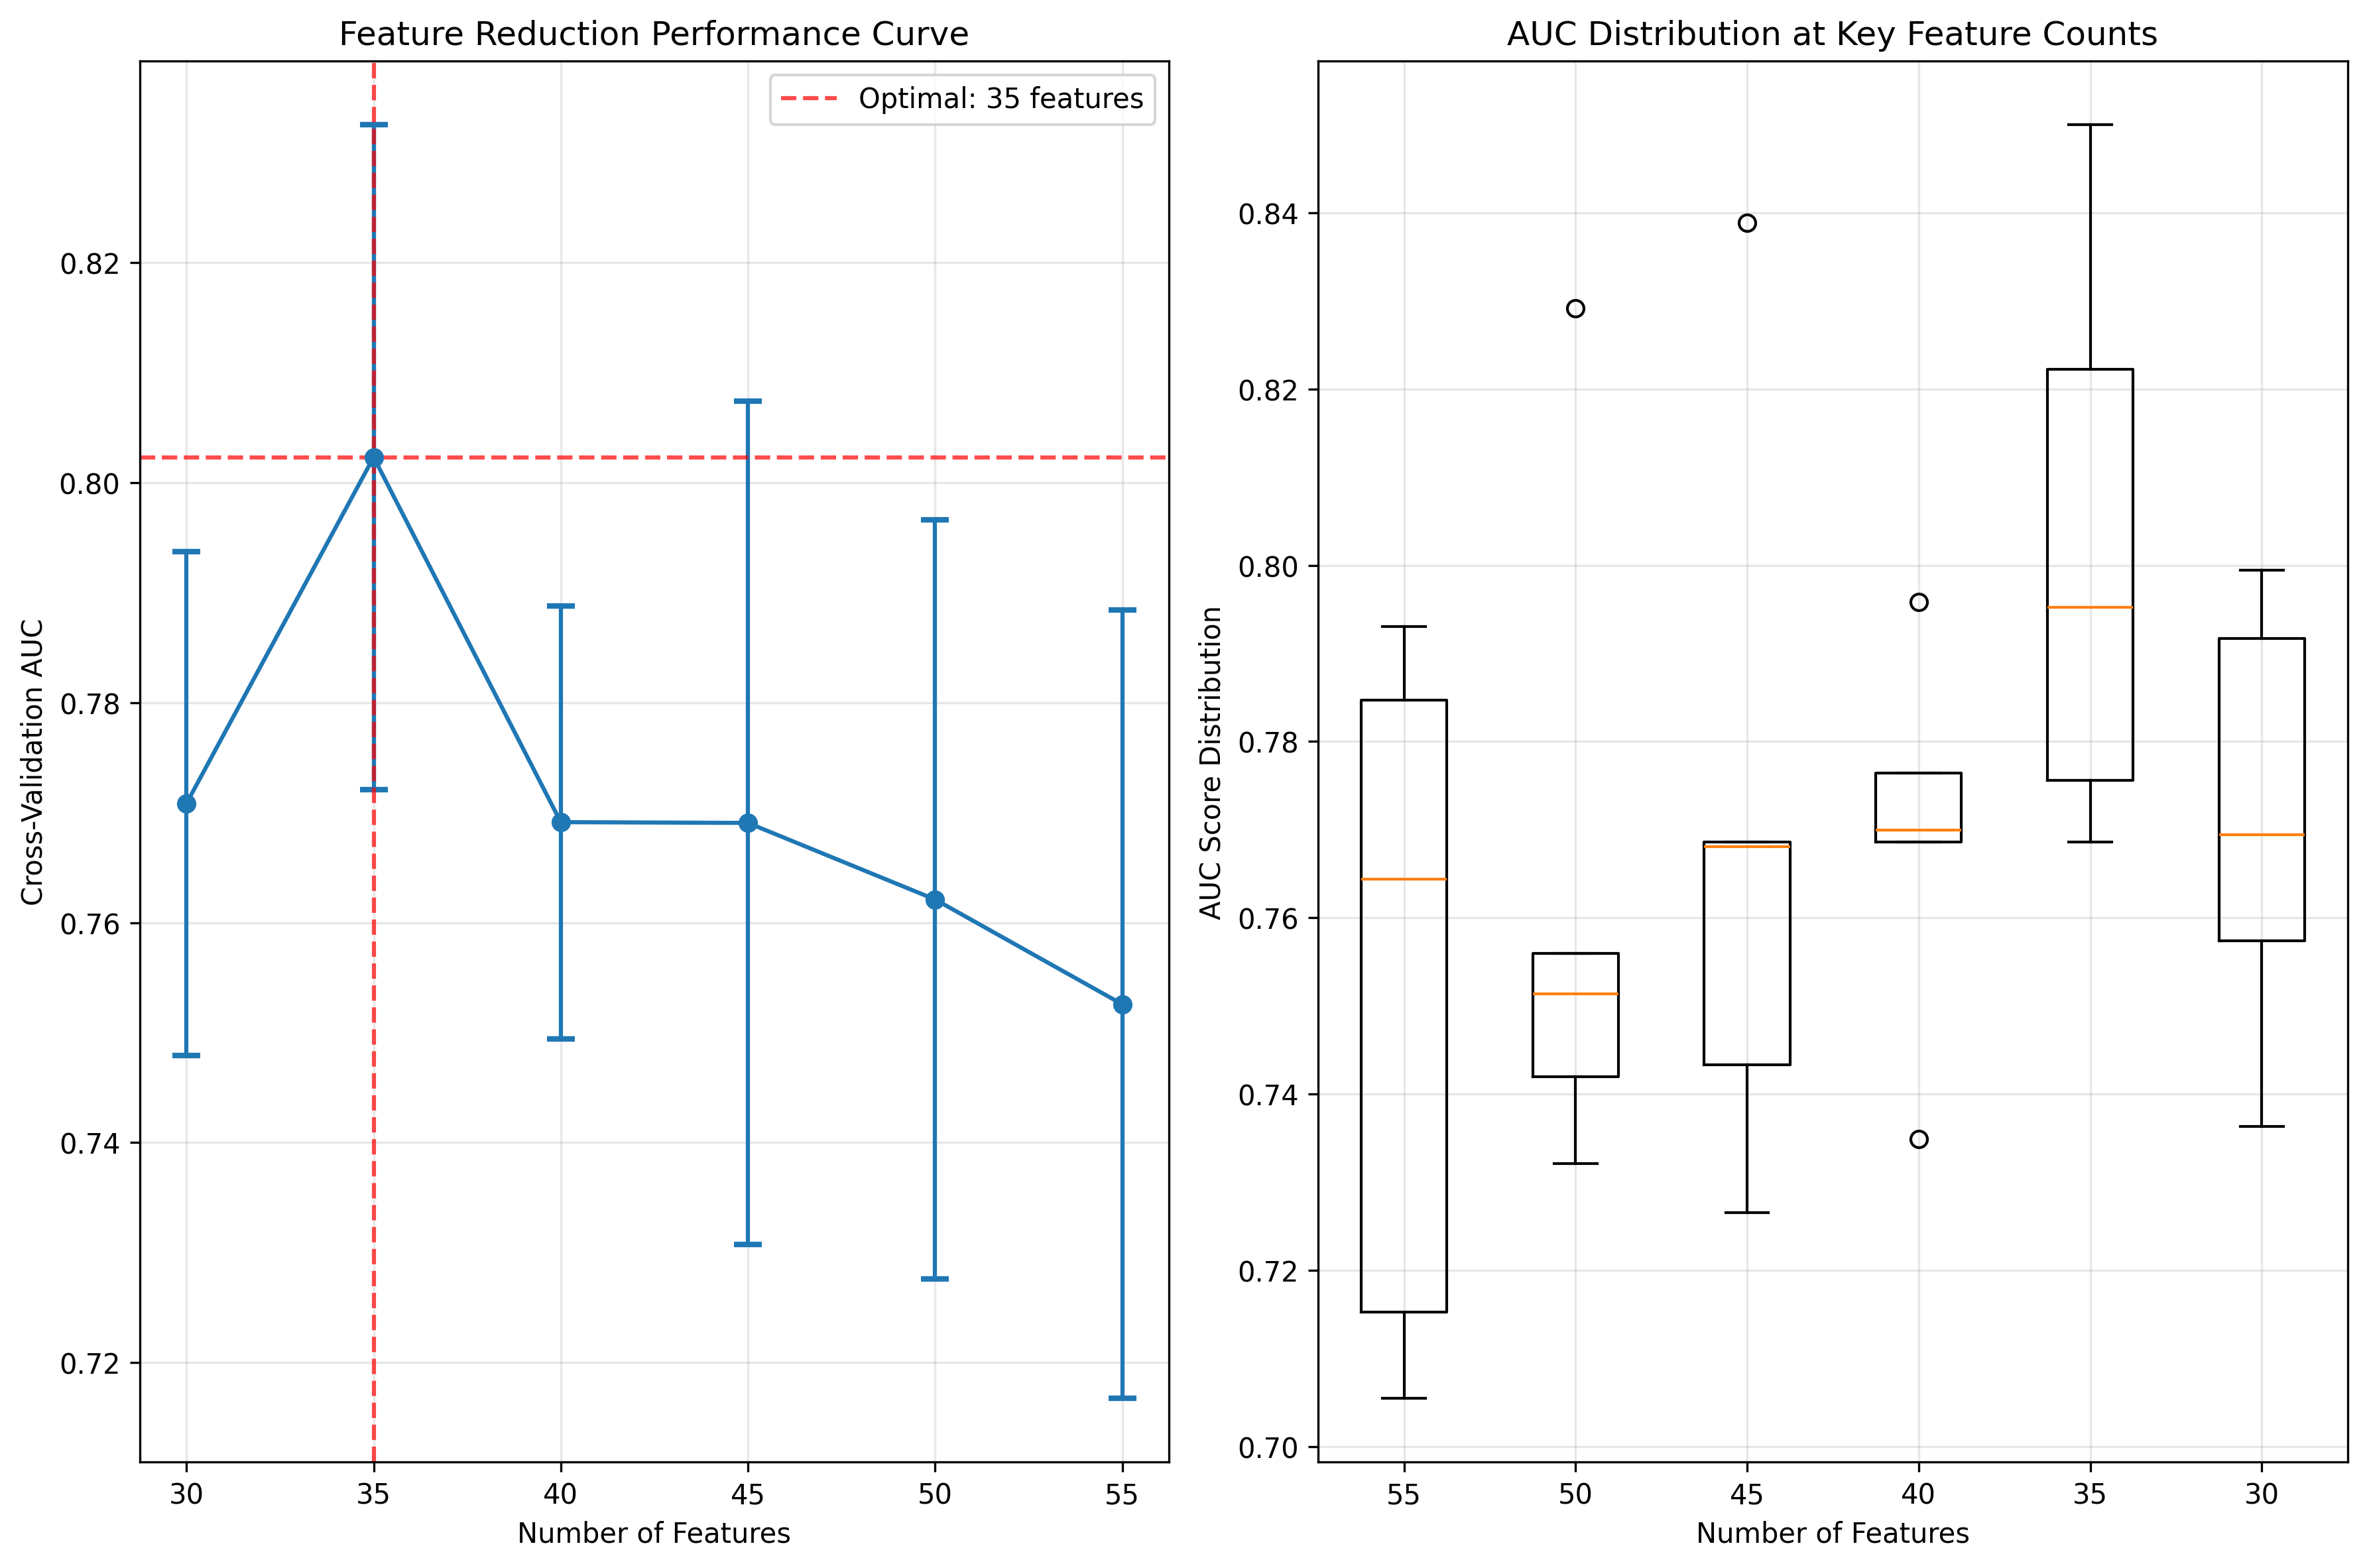 Feature Reduction Performance Curve
Optimal: 35 features
Cross-Validation AUC
0.82
0.80
0.78
0.76
0.74
0.72
30 35 40 45 50 55
Number of Features
AUC Distribution at Key Feature Counts
AUC Score Distribution
0.84
0.82
0.80
0.78
0.76
0.74
0.72
0.70
55 50 45 40 35 30
Number of Features